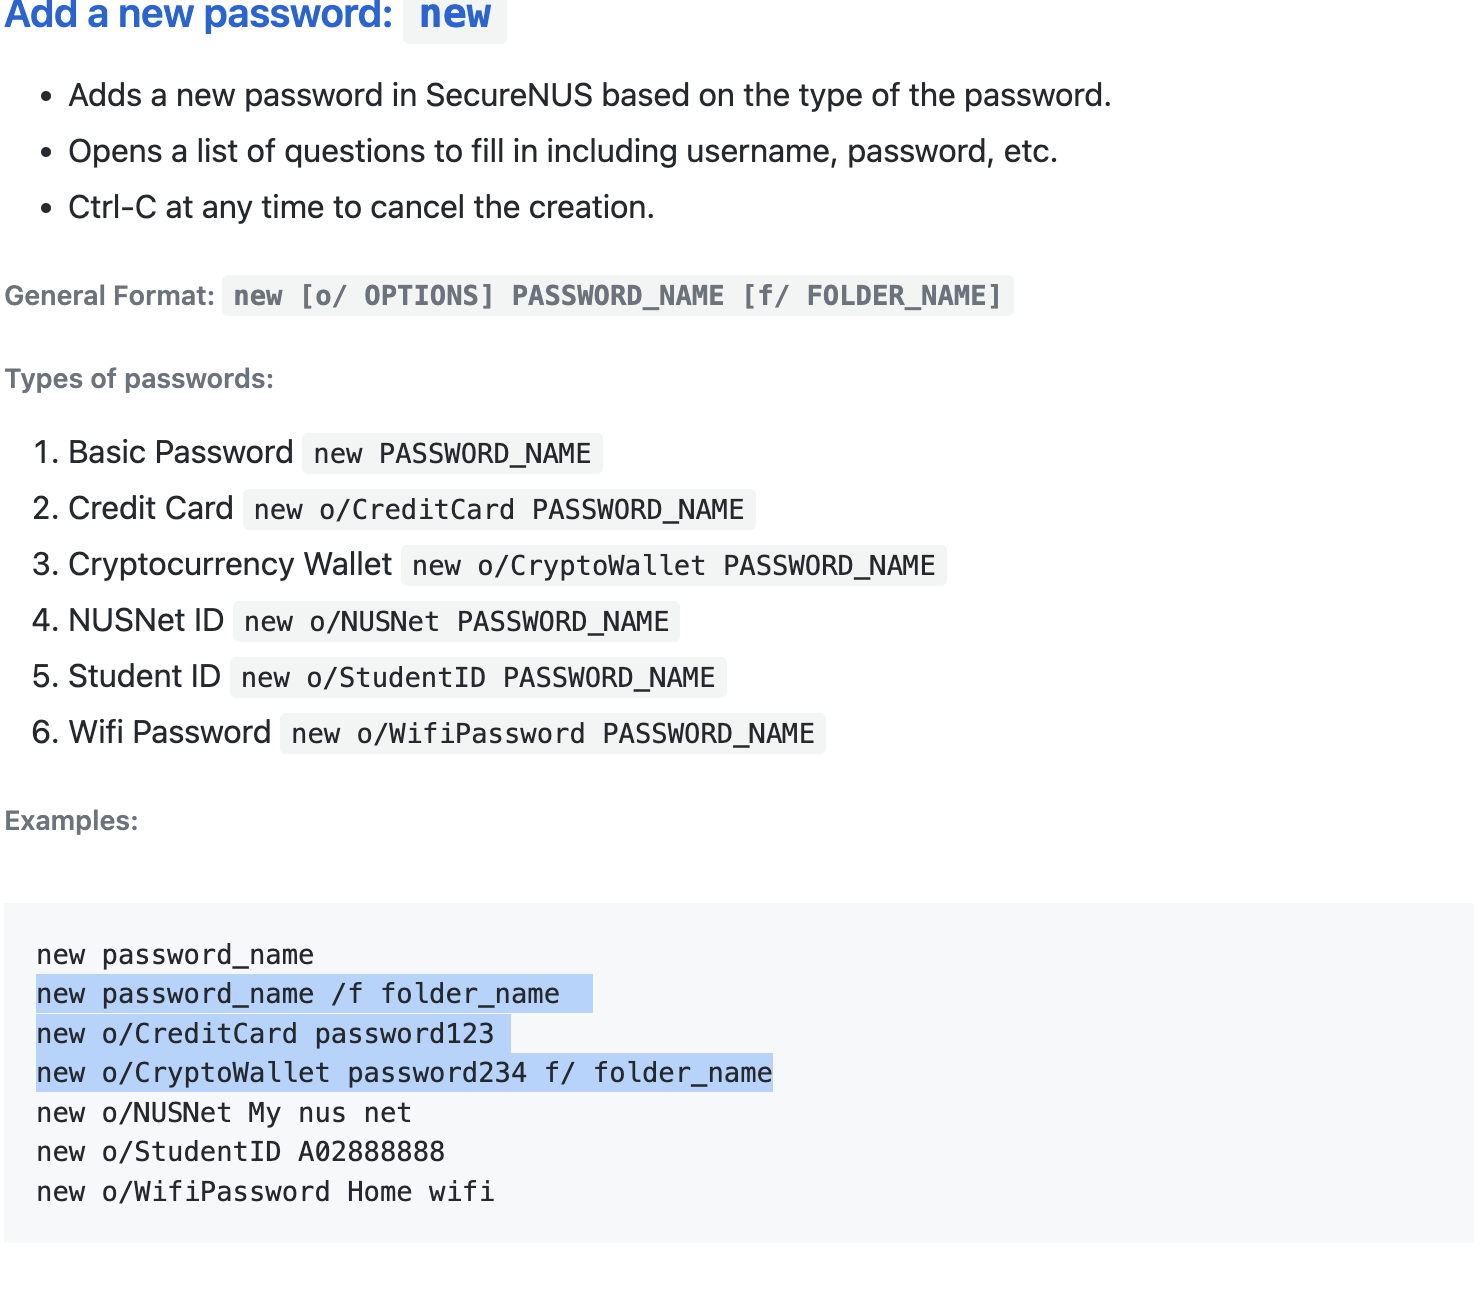 Add a new password: new
• Adds a new password in SecureNUS based on the type of the password.
• Opens a list of questions to fill in including username, password, etc.
• Ctrl-C at any time to cancel the creation.
General Format: new [o/ OPTIONS] PASSWORD_NAME [f/ FOLDER_NAME]
Types of passwords:
1. Basic Password new PASSWORD_NAME
2. Credit Card new o/CreditCard PASSWORD_NAME
3. Cryptocurrency Wallet new o/CryptoWallet PASSWORD_NAME
4. NUSNet ID new o/NUSNet PASSWORD_NAME
5. Student ID new o/StudentID PASSWORD_NAME
6. Wifi Password new o/WifiPassword PASSWORD_NAME
Examples:
new password_name
new password_name /f folder_name
new o/CreditCard password123
new o/CryptoWallet password234 f/ folder_name
new o/NUSNet My nus net
new o/StudentID A02888888
new o/WifiPassword Home wifi